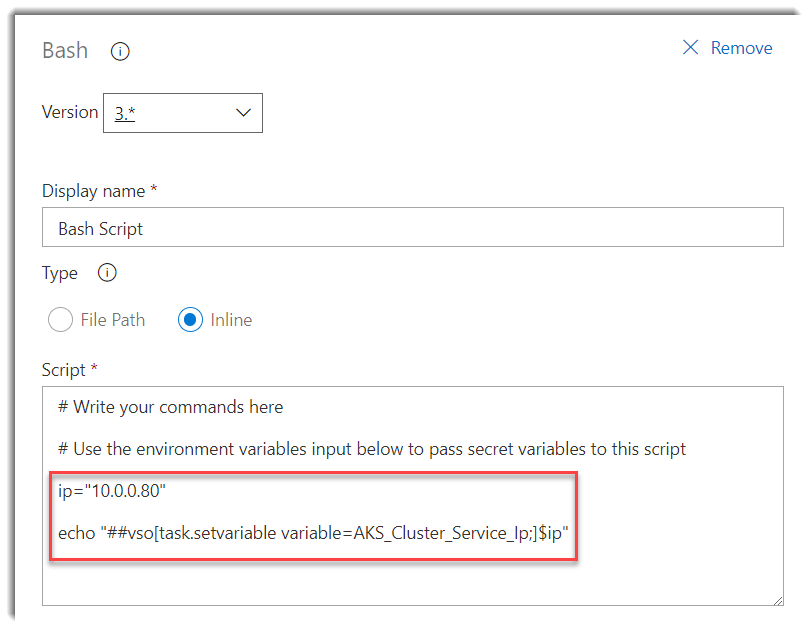 Bash
Remove
Version 3.*
Display name *
Bash Script
Type
File Path Inline
Script *
# Write your commands here
# Use the environment variables input below to pass secret variables to this script
ip="10.0.0.80"
echo "##vso[task.setvariable variable=AKS_Cluster_Service_Ip;]$ip"